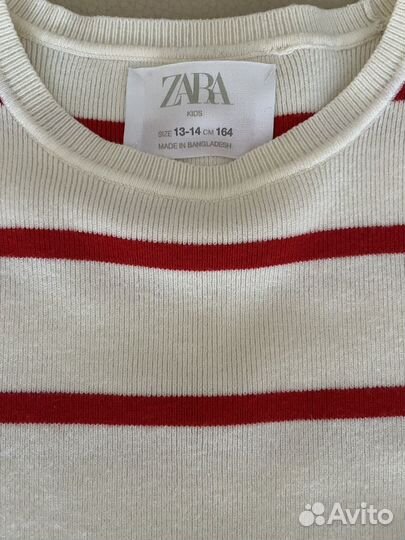 ZARA
KIDS
SIZE 13-14 CM 164
MADE IN BANGLADESH
Avito